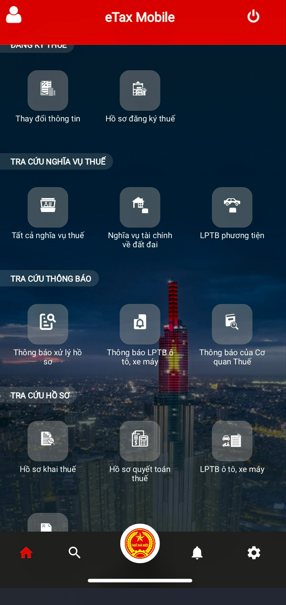 eTax Mobile
ĐĂNG KÝ THUẾ
Thay đổi thông tin
Hồ sơ đăng ký thuế
TRA CỨU NGHĨA VỤ THUẾ
Tất cả nghĩa vụ thuế
Nghĩa vụ tài chính
về đất đai
LPTB phương tiện
TRA CỨU THÔNG BÁO
Thông báo xử lý hồ
sơ
Thông báo LPTB ô
tô, xe máy
Thông báo của Cơ
quan Thuế
TRA CỨU HỒ SƠ
Hồ sơ khai thuế
Hồ sơ quyết toán
thuế
LPTB ô tô, xe máy